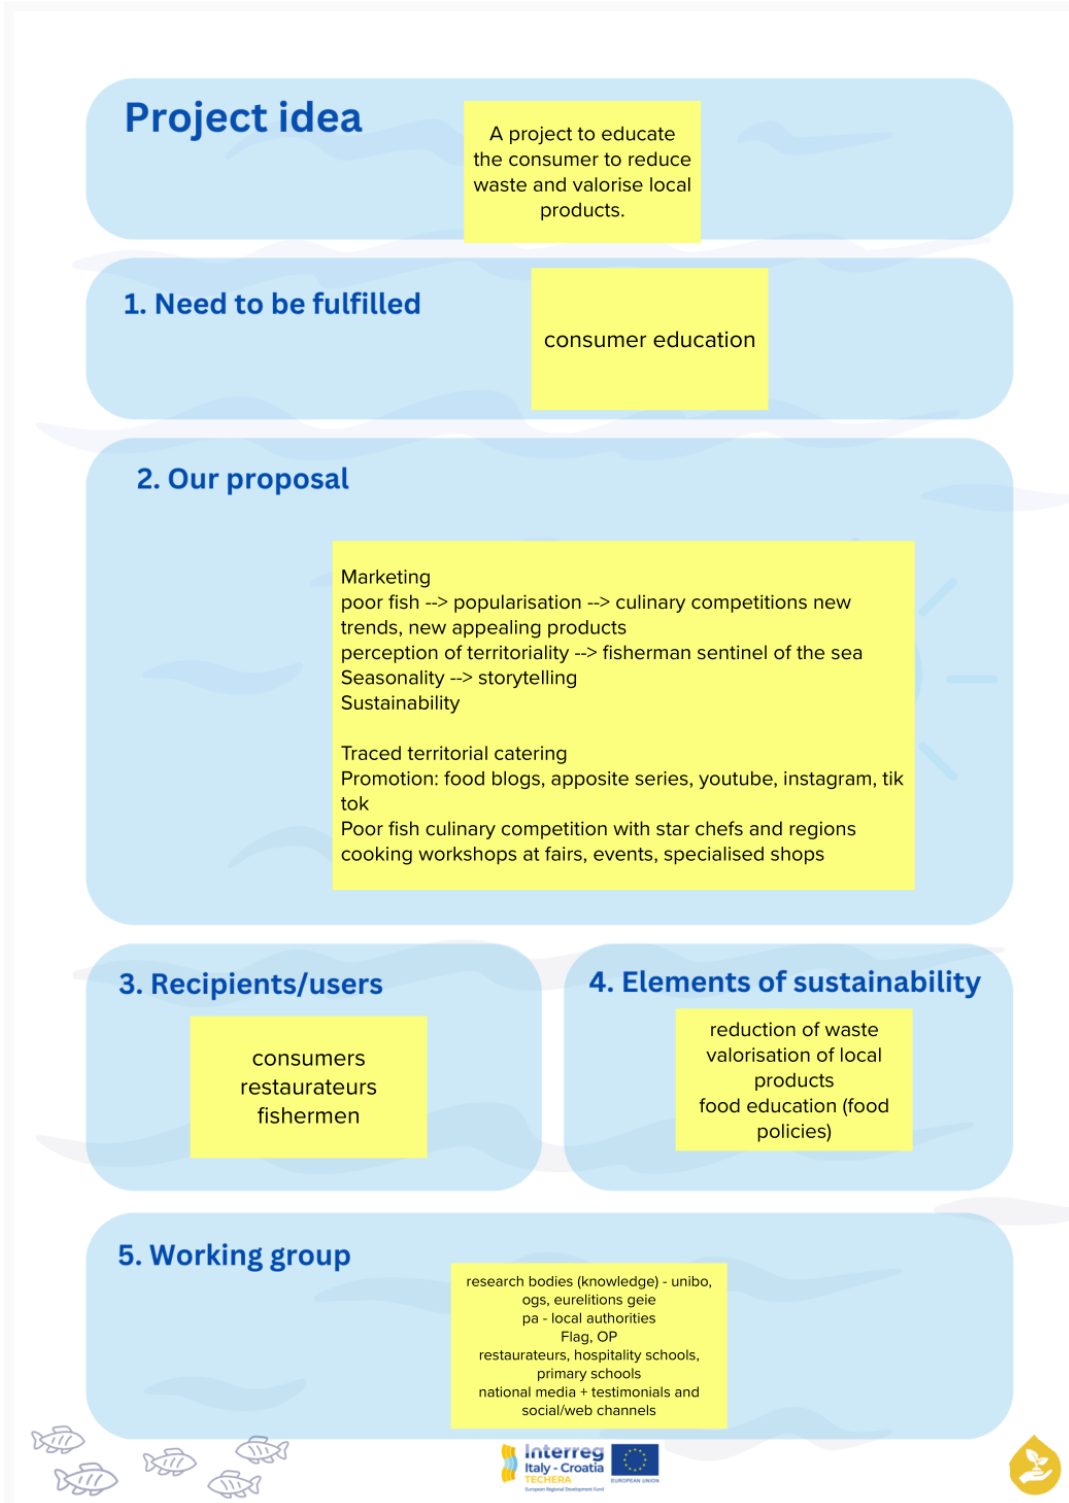 Project idea
A project to educate
the consumer to reduce
waste and valorise local
products.
1. Need to be fulfilled
consumer education
2. Our proposal
Marketing
poor fish --> popularisation --> culinary competitions new
trends, new appealing products
perception of territoriality --> fisherman sentinel of the sea
Seasonality --> storytelling
Sustainability
Traced territorial catering
Promotion: food blogs, apposite series, youtube, instagram, tik
tok
Poor fish culinary competition with star chefs and regions
cooking workshops at fairs, events, specialised shops
3. Recipients/users
consumers
restaurateurs
fishermen
4. Elements of sustainability
reduction of waste
valorisation of local
products
food education (food
policies)
5. Working group
research bodies (knowledge) - unibo,
ogs, eurelitions geie
pa - local authorities
Flag, OP
restaurateurs, hospitality schools,
primary schools
national media + testimonials and
social/web channels
Interreg
Italy - Croatia
TECHERA
European Regional Development Fund
EUROPEAN UNION